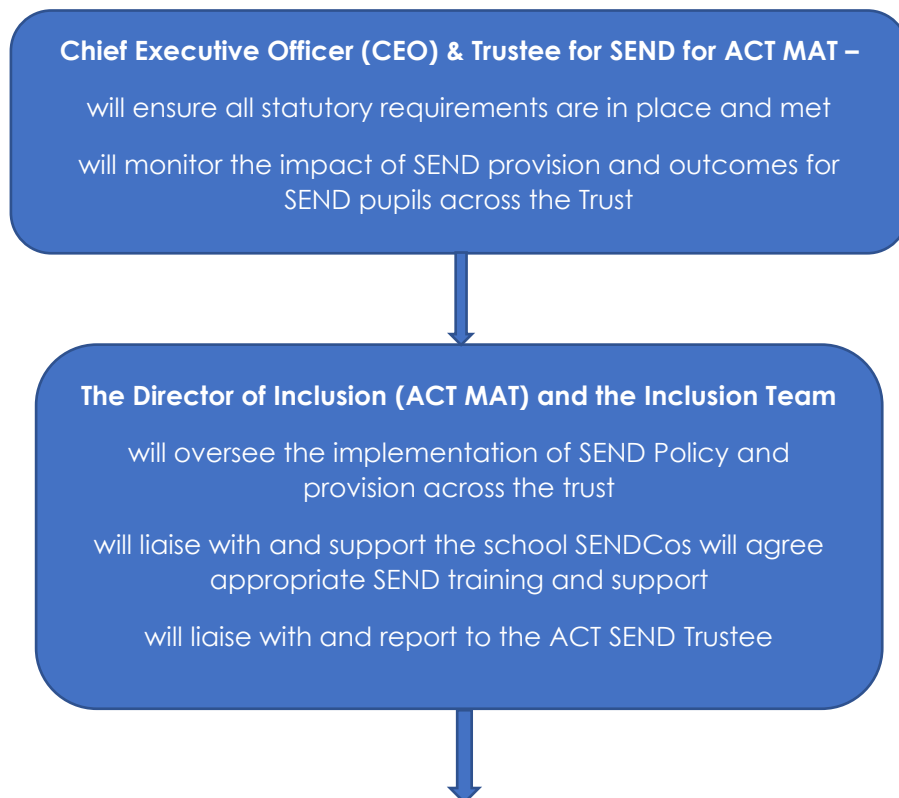 Chief Executive Officer (CEO) & Trustee for SEND for ACT MAT –
will ensure all statutory requirements are in place and met
will monitor the impact of SEND provision and outcomes for
SEND pupils across the Trust
The Director of Inclusion (ACT MAT) and the Inclusion Team
will oversee the implementation of SEND Policy and
provision across the trust
will liaise with and support the school SENDCos will agree
appropriate SEND training and support
will liaise with and report to the ACT SEND Trustee